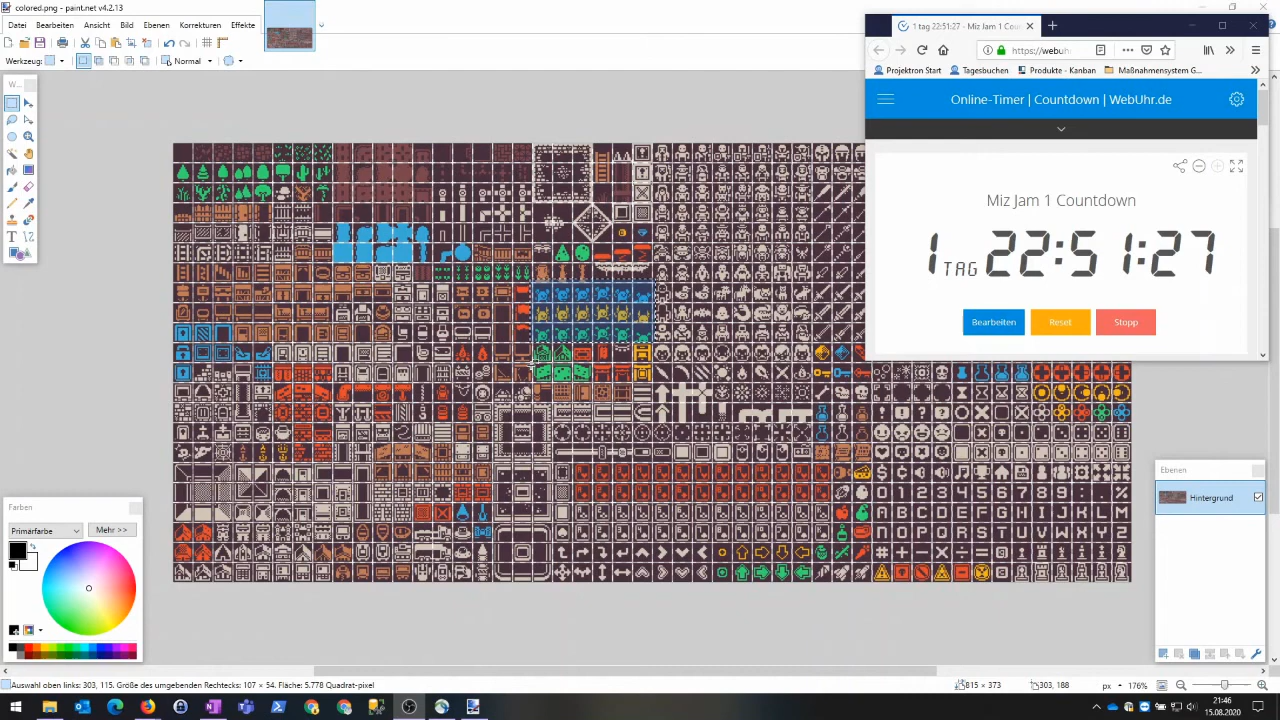 colored.png - paint.net v4.2.13
Datei Bearbeiten Ansicht Bild Ebenen Korrekturen Effekte
Werkzeug:
Normal
W...
1 tag 22:51:27 - Miz Jam 1 Coun
https://webuh
Projektron Start Tagesbuchen Produkte - Kanban Maßnahmensystem G...
Online-Timer | Countdown | WebUhr.de
Miz Jam 1 Countdown
1 TAG 22:51:27
Bearbeiten Reset Stopp
$ ¢
0 1 2 3 4 5 6 7 8 9 : . %
A B C D E F G H I J K L M
N O P Q R S T U V W X Y Z
# + - × ÷ =
Ebenen
Hintergrund
Farben
Primärfarbe Mehr >>
Auswahl oben links: 303, 115. Größe des umgebenden Rechtecks: 107 × 54. Fläche: 5.778 Quadrat-pixel
815 × 373 303, 188 px 176%
21:46
15.08.2020